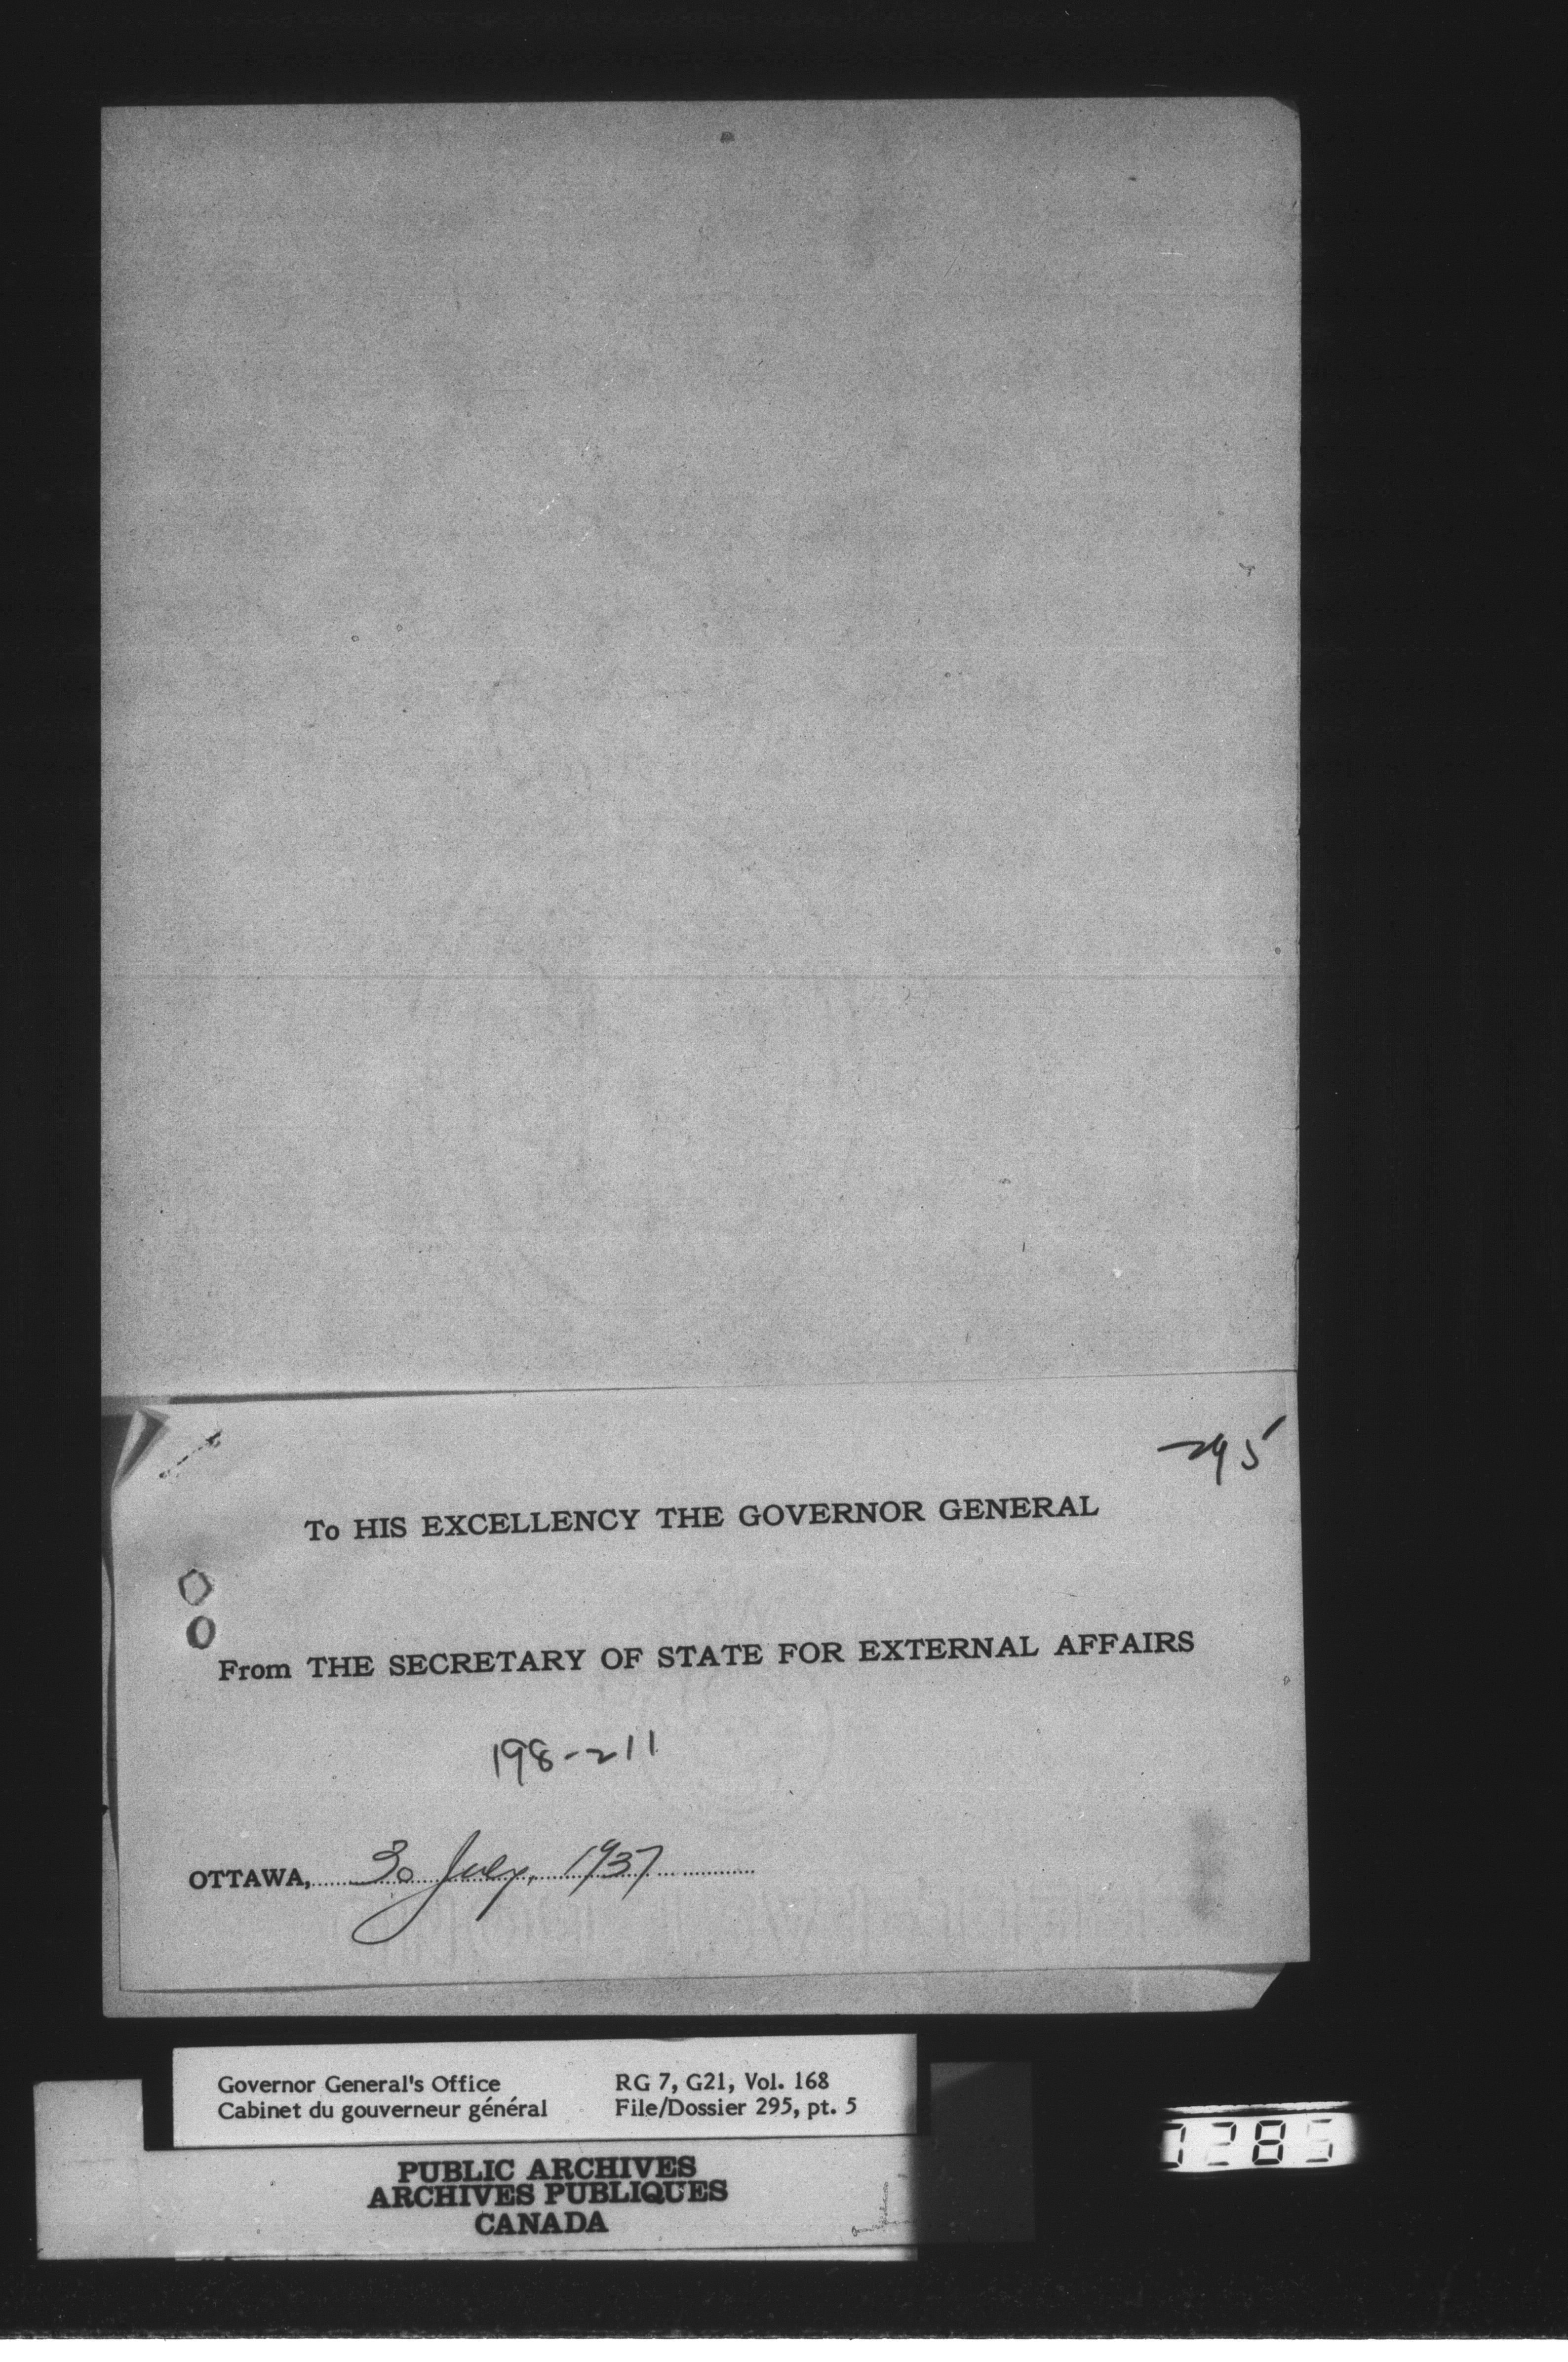 295
To HIS EXCELLENCY THE GOVERNOR GENERAL
From THE SECRETARY OF STATE FOR EXTERNAL AFFAIRS
198-211
OTTAWA, 30 July, 1937
Governor General's Office
Cabinet du gouverneur général
RG 7, G21, Vol. 168
File/Dossier 295, pt. 5
PUBLIC ARCHIVES
ARCHIVES PUBLIQUES
CANADA
1285